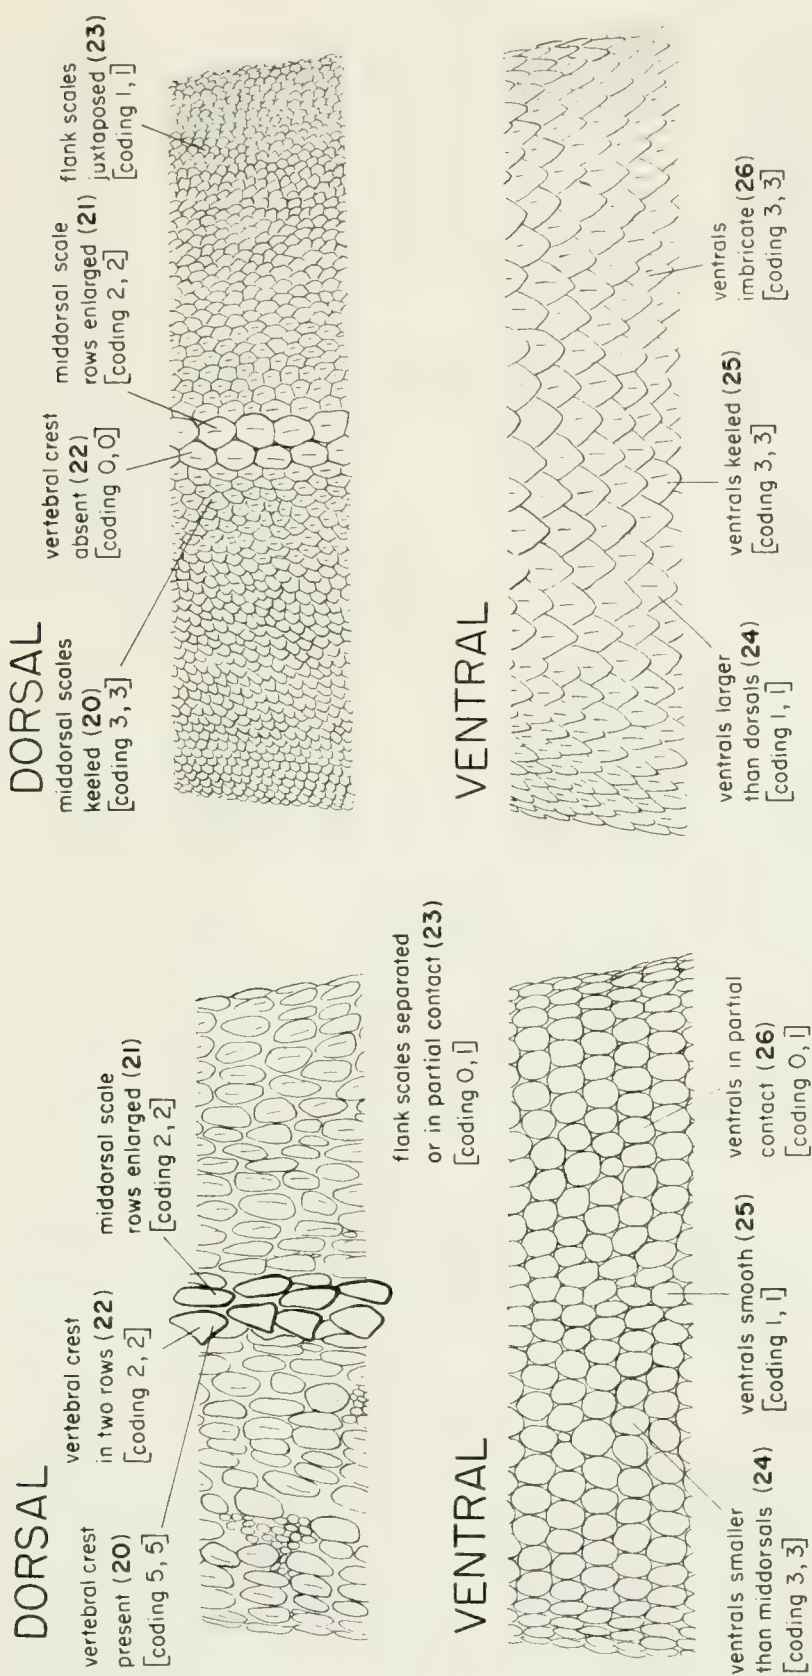 DORSAL
vertebral crest
present (20)
[coding 5, 5]
vertebral crest
in two rows (22)
[coding 2, 2]
middorsal scale
rows enlarged (21)
[coding 2, 2]
flank scales separated
or in partial contact (23)
[coding 0, 1]
VENTRAL
ventrals smaller
than middorsals (24)
[coding 3, 3]
ventrals smooth (25)
[coding 1, 1]
ventrals in partial
contact (26)
[coding 0, 1]
DORSAL
middorsal scales
keeled (20)
[coding 3, 3]
vertebral crest
absent (22)
[coding 0, 0]
middorsal scale
rows enlarged (21)
[coding 2, 2]
flank scales
juxtaposed (23)
[coding 1, 1]
VENTRAL
ventrals larger
than dorsals (24)
[coding 1, 1]
ventrals keeled (25)
[coding 3, 3]
ventrals
imbricate (26)
[coding 3, 3]